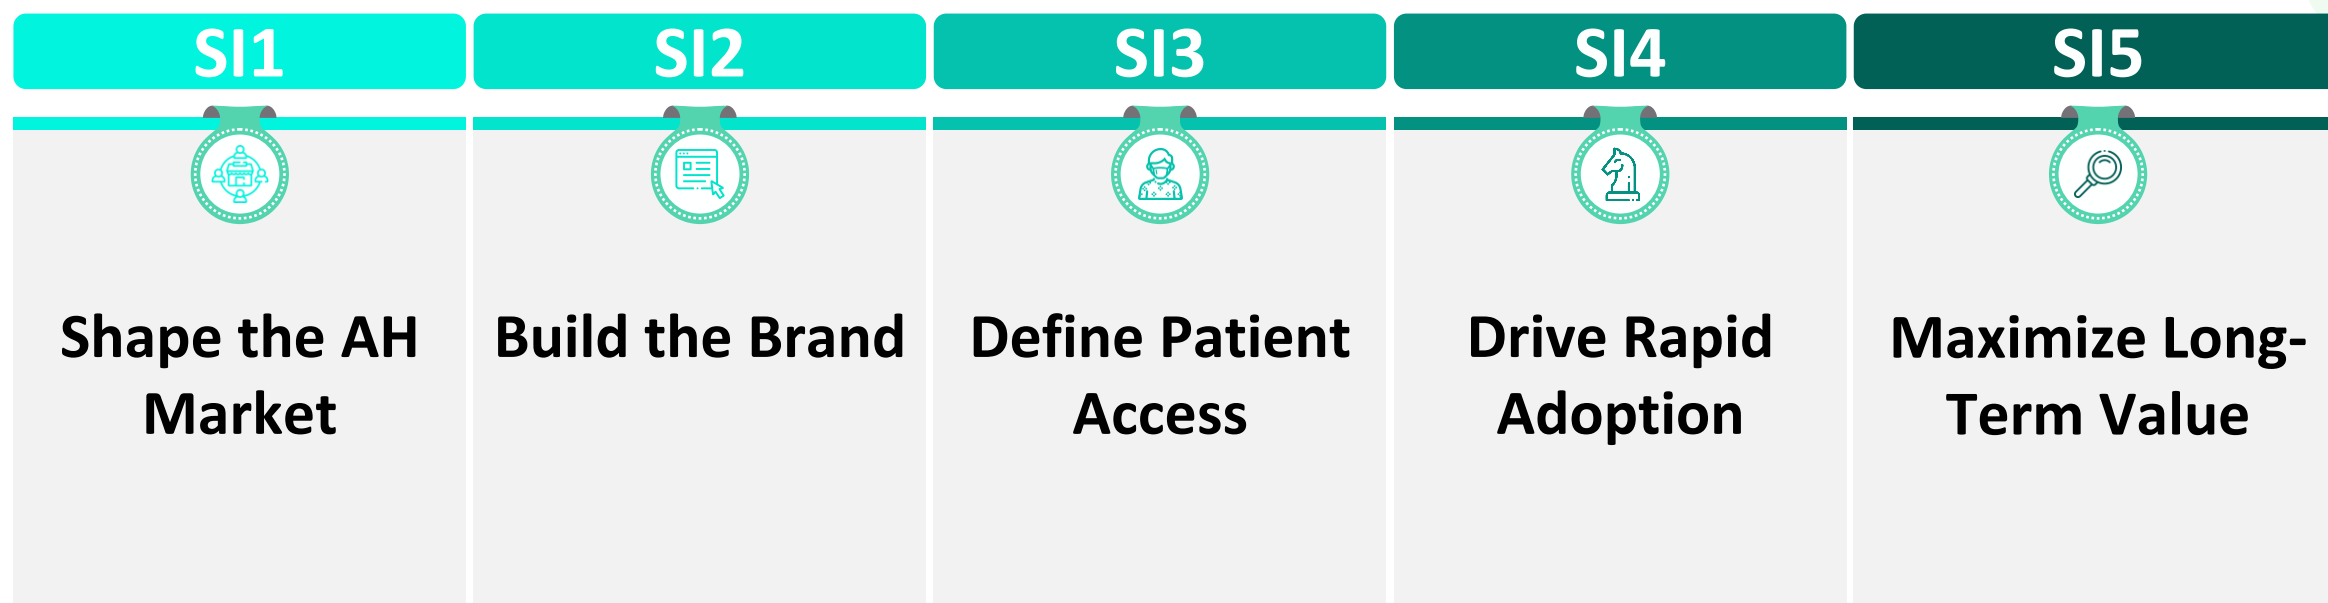 SI1
Shape the AH
Market
SI2
Build the Brand
SI3
Define Patient
Access
SI4
Drive Rapid
Adoption
SI5
Maximize Long-
Term Value